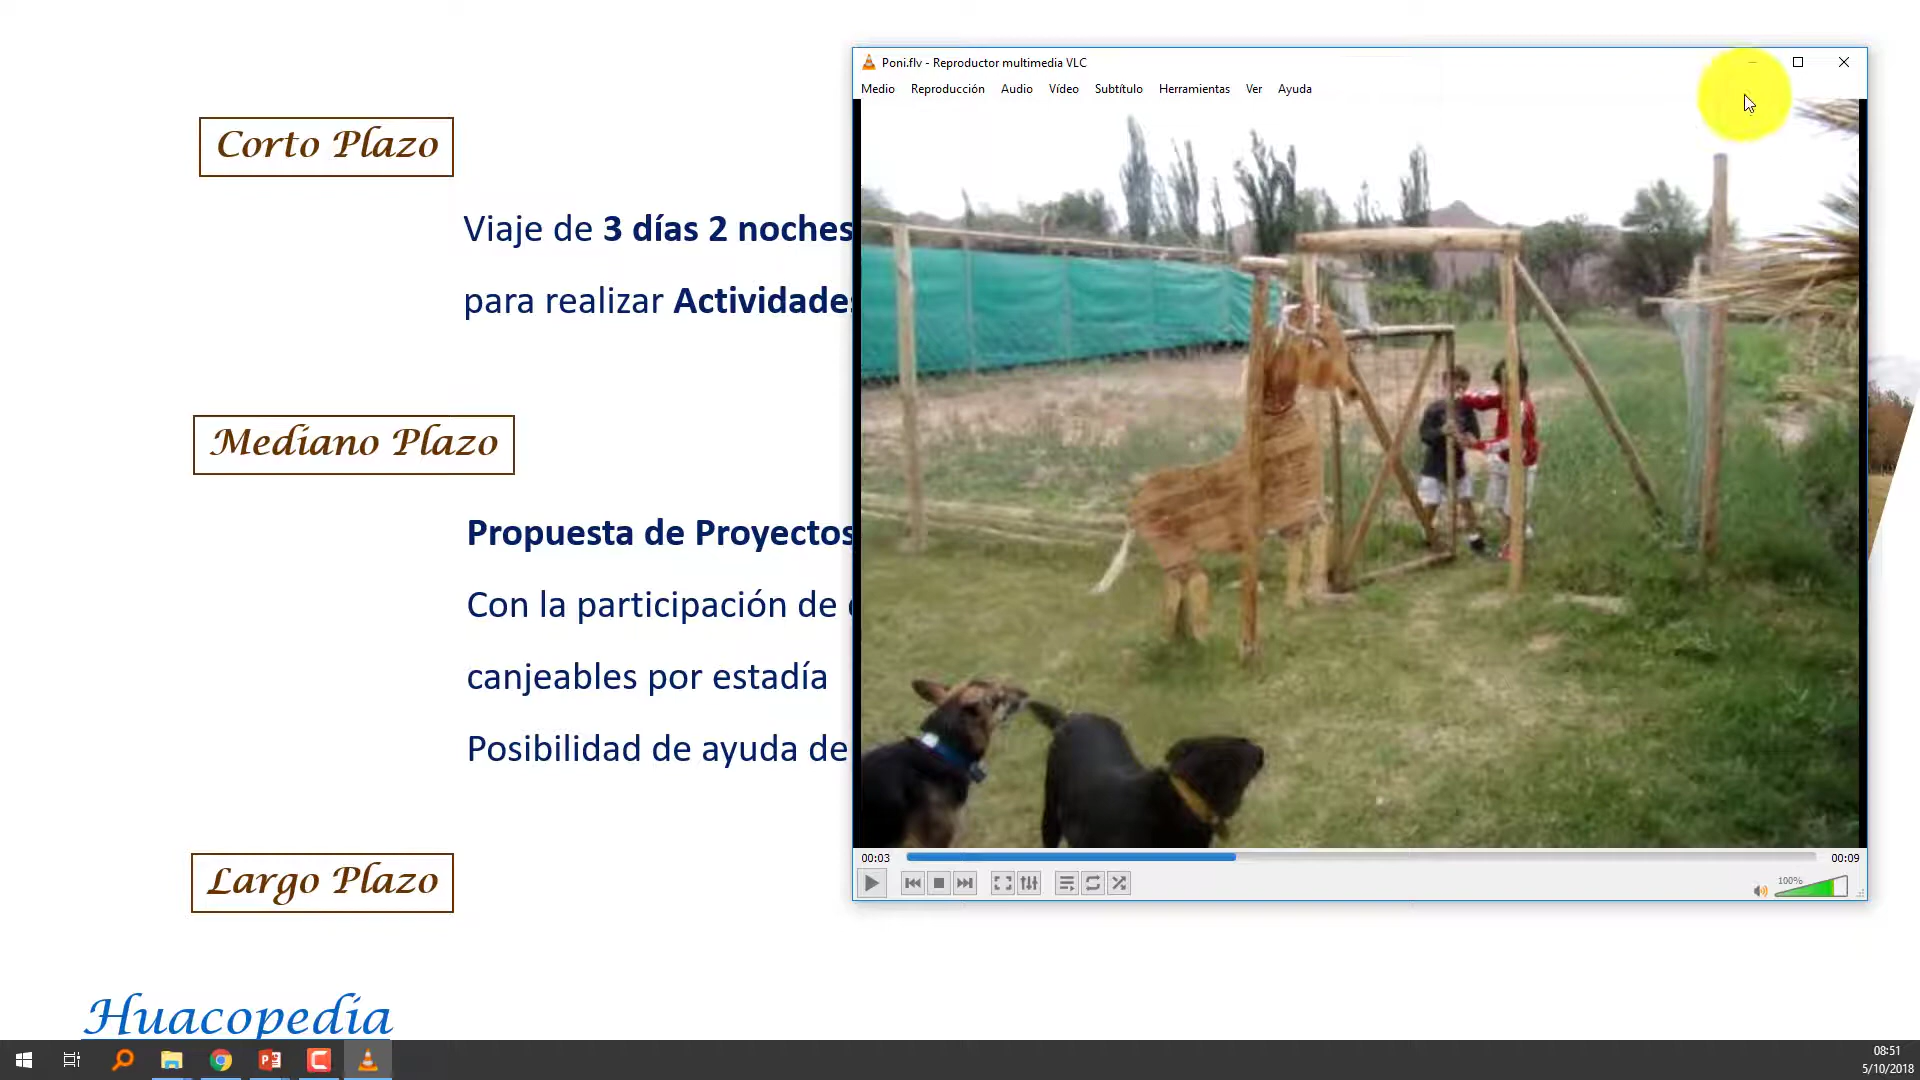 Poni.flv - Reproductor multimedia VLC
Medio Reproducción Audio Vídeo Subtítulo Herramientas Ver Ayuda
Corto Plazo
Viaje de 3 días 2 noches
para realizar Actividades
Mediano Plazo
Propuesta de Proyectos
Con la participación de
canjeables por estadía
Posibilidad de ayuda de
Largo Plazo
Huacopedia
00:03
00:09
100%
08:51
5/10/2018